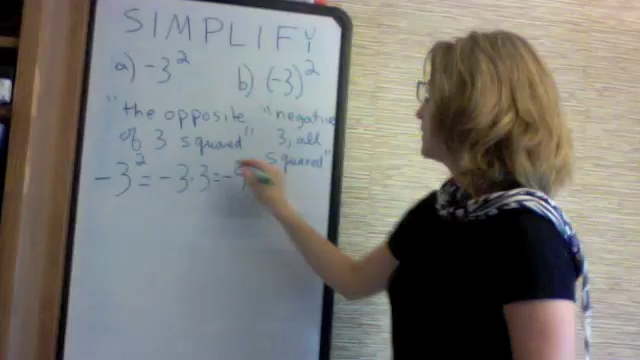 SIMPLIFY
a) -3² b) (-3)²
"the opposite of 3 squared"
"negative 3, all squared"
-3² = -3·3 = -9